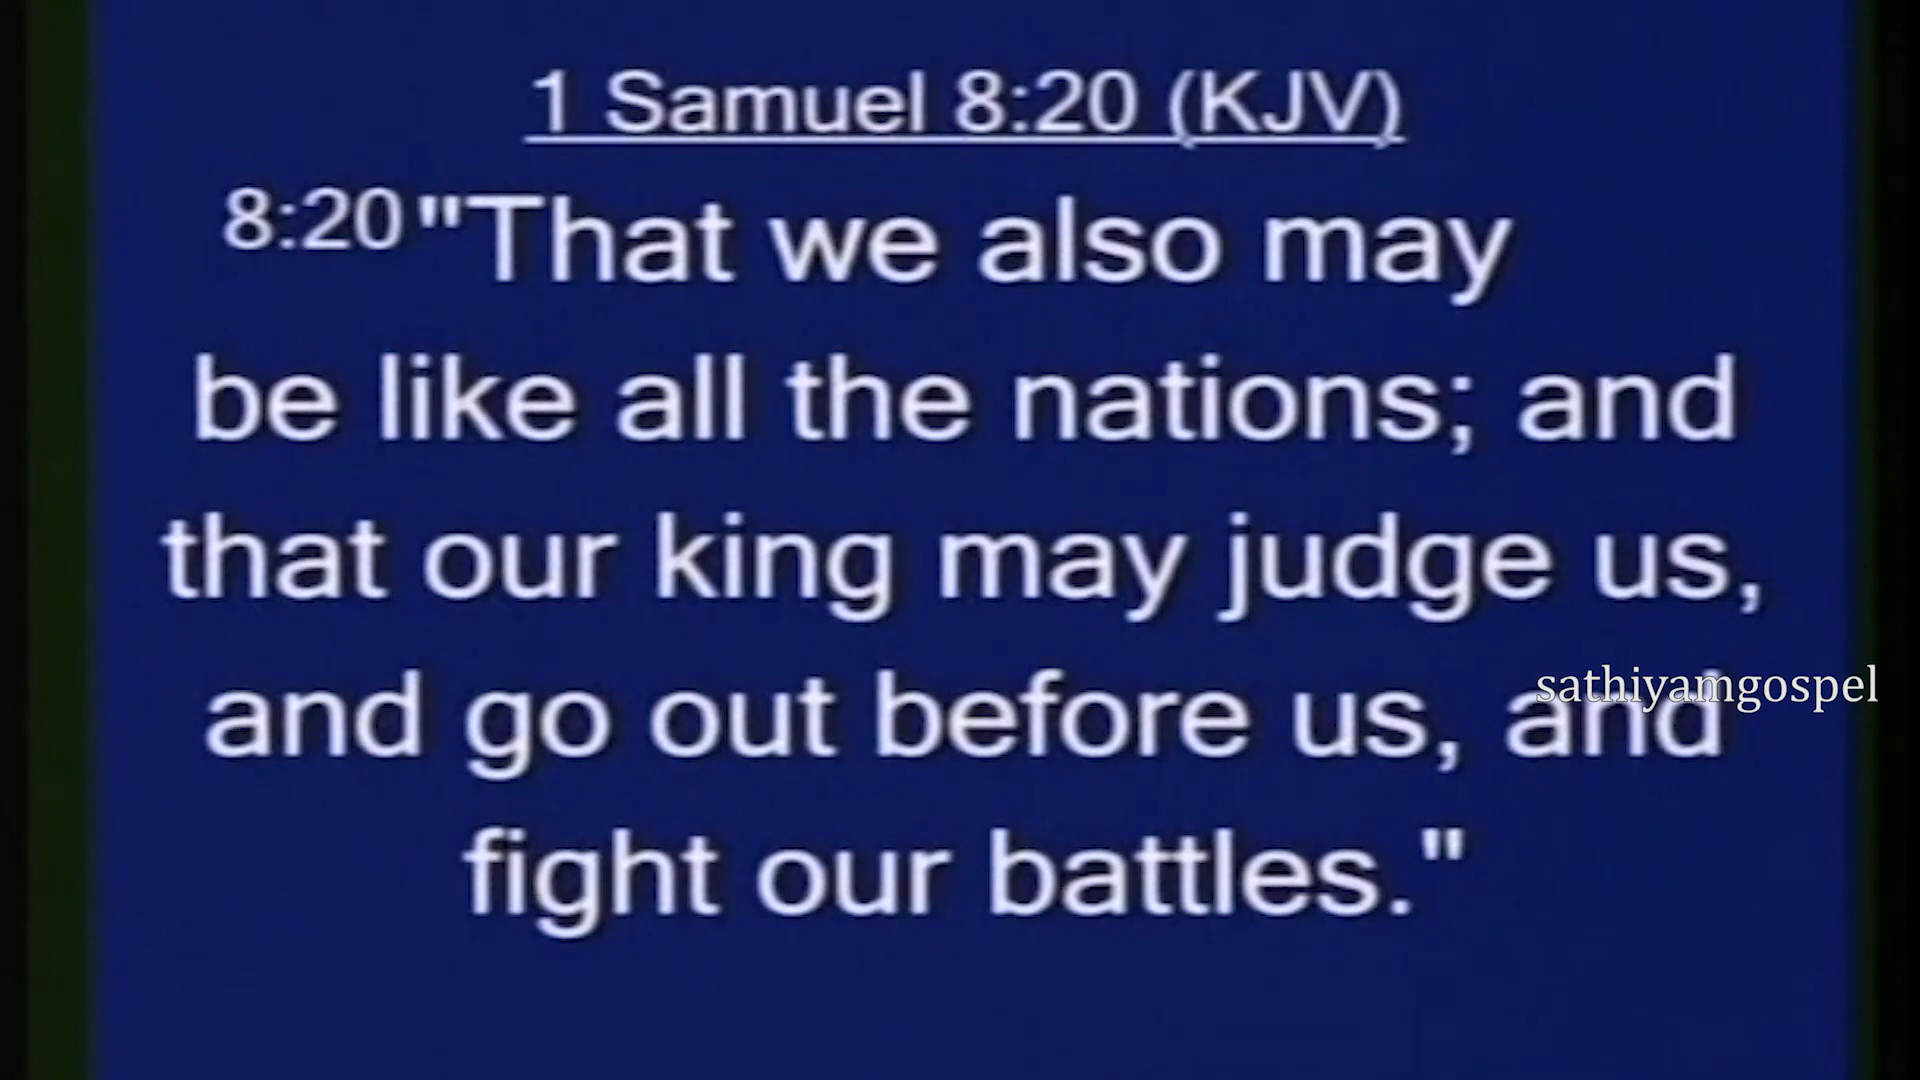 1 Samuel 8:20 (KJV)
8:20 "That we also may
be like all the nations; and
that our king may judge us,
and go out before us, and
fight our battles."
sathiyamgospel